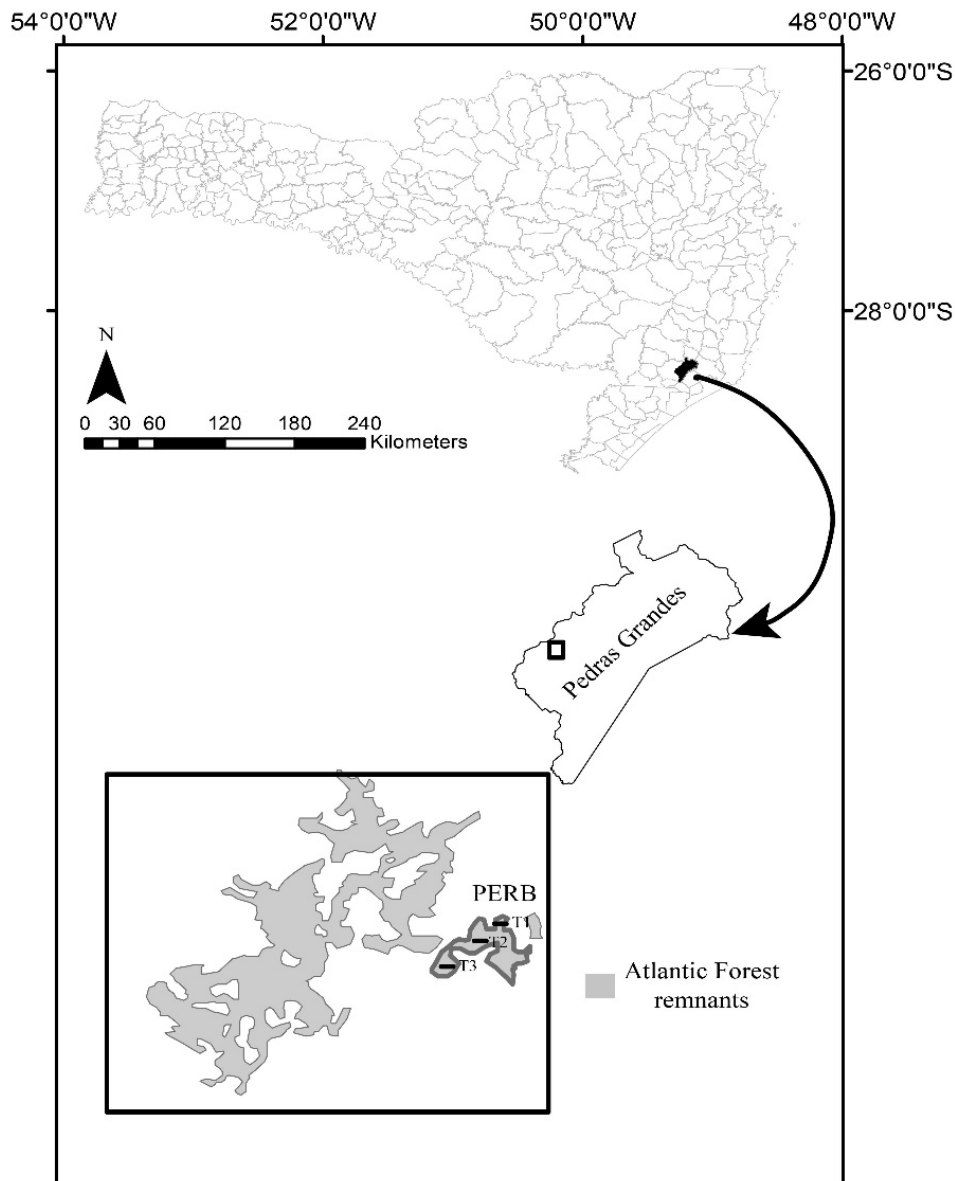 54°0'0"W 52°0'0"W 50°0'0"W 48°0'0"W
26°0'0"S
28°0'0"S
N
0 30 60 120 180 240
Kilometers
Pedras Grandes
PERB
T1
T2
T3
Atlantic Forest
remnants